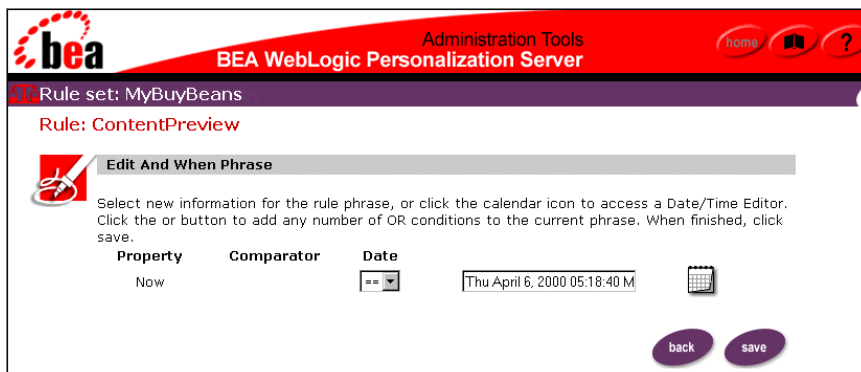 bea
Administration Tools
BEA WebLogic Personalization Server
home
?
Rule set: MyBuyBeans
Rule: ContentPreview
Edit And When Phrase
Select new information for the rule phrase, or click the calendar icon to access a Date/Time Editor.
Click the or button to add any number of OR conditions to the current phrase. When finished, click
save.
Property Comparator Date
Now == Thu April 6, 2000 05:18:40 M
back save